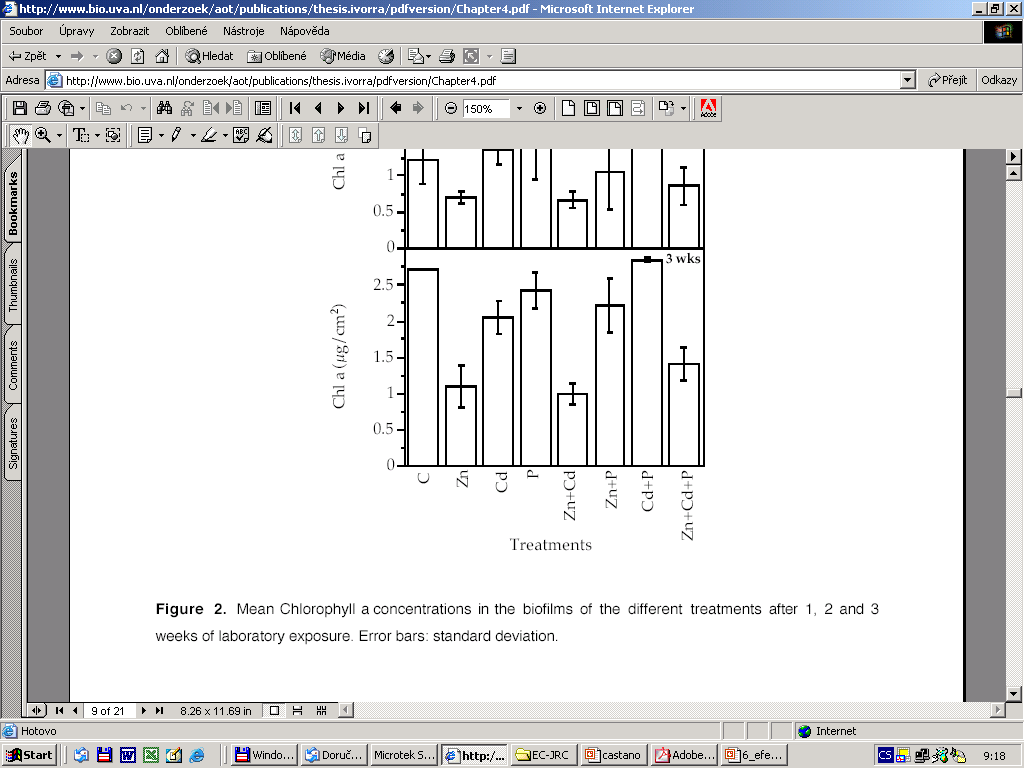 http://www.bio.uva.nl/onderzoek/aot/publications/thesis.ivorra/pdfversion/Chapter4.pdf - Microsoft Internet Explorer
Soubor Úpravy Zobrazit Oblíbené Nástroje Nápověda
Zpět Hledat Oblíbené Média
Adresa http://www.bio.uva.nl/onderzoek/aot/publications/thesis.ivorra/pdfversion/Chapter4.pdf Přejít Odkazy
150% Adobe
T ABC
Bookmarks
Thumbnails
Comments
Signatures
Chl a
1
0.5
0
3 wks
Chl a (µg/cm²)
2.5
2
1.5
1
0.5
0
C Zn Cd P Zn+Cd Zn+P Cd+P Zn+Cd+P
Treatments
Figure 2. Mean Chlorophyll a concentrations in the biofilms of the different treatments after 1, 2 and 3
weeks of laboratory exposure. Error bars: standard deviation.
9 of 21 8.26 x 11.69 in
Hotovo Internet
Start Windo... Doruč... Microtek S... http:/... EC-JRC castano Adobe... 6_efe... CS 9:18